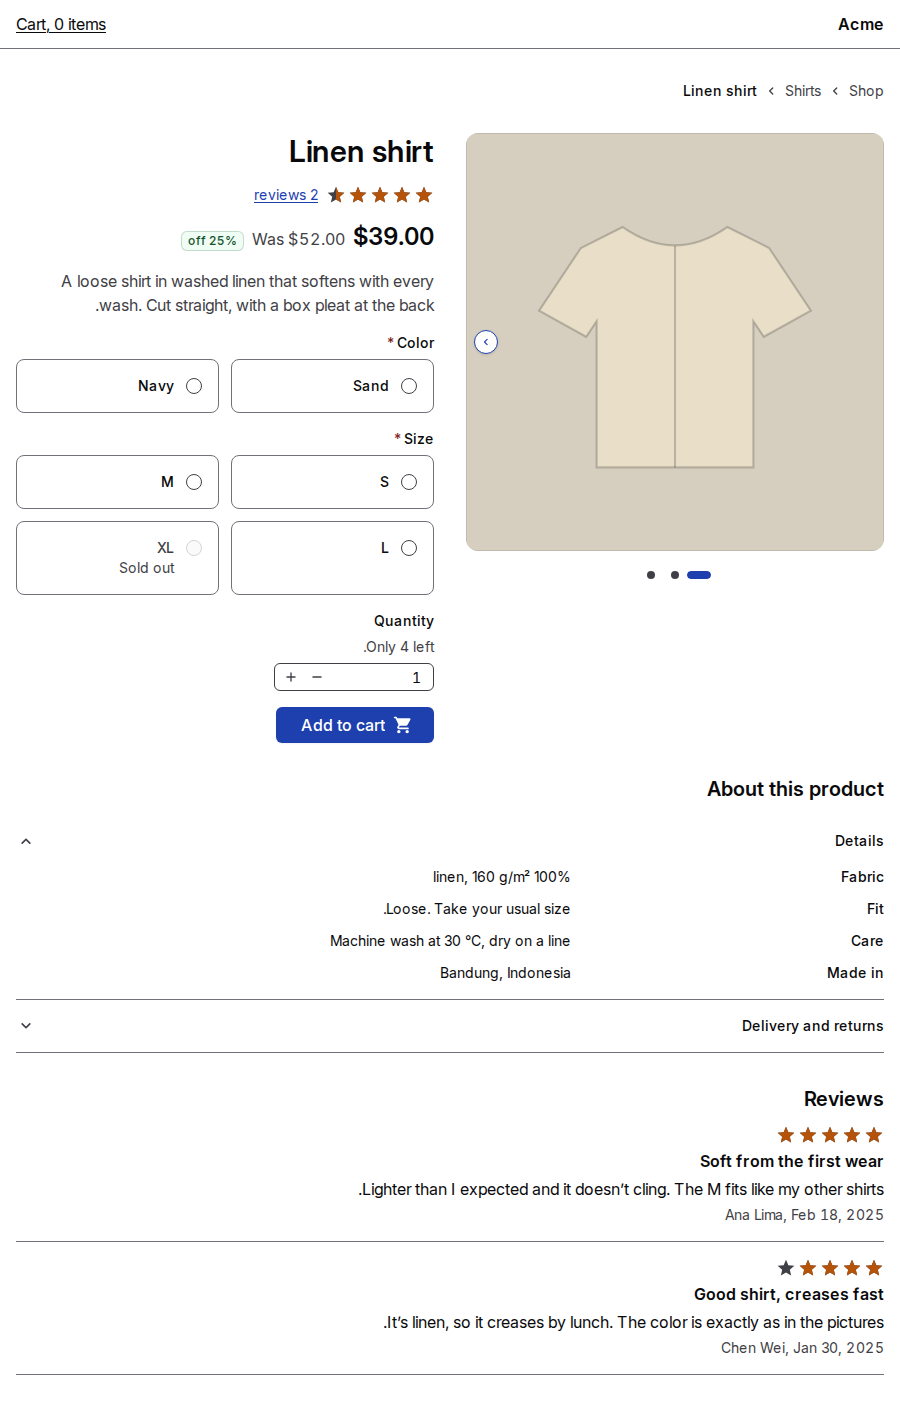 Acme
Cart, 0 items
Shop
Shirts
Linen shirt
Linen shirt
reviews 2
$39.00
Was $52.00
off 25%
A loose shirt in washed linen that softens with every
.wash. Cut straight, with a box pleat at the back
* Color
Sand
Navy
* Size
S
M
L
XL
Sold out
Quantity
.Only 4 left
1
Add to cart
About this product
Details
Fabric
linen, 160 g/m² 100%
Fit
.Loose. Take your usual size
Care
Machine wash at 30 °C, dry on a line
Made in
Bandung, Indonesia
Delivery and returns
Reviews
Soft from the first wear
.Lighter than I expected and it doesn’t cling. The M fits like my other shirts
Ana Lima, Feb 18, 2025
Good shirt, creases fast
.It’s linen, so it creases by lunch. The color is exactly as in the pictures
Chen Wei, Jan 30, 2025